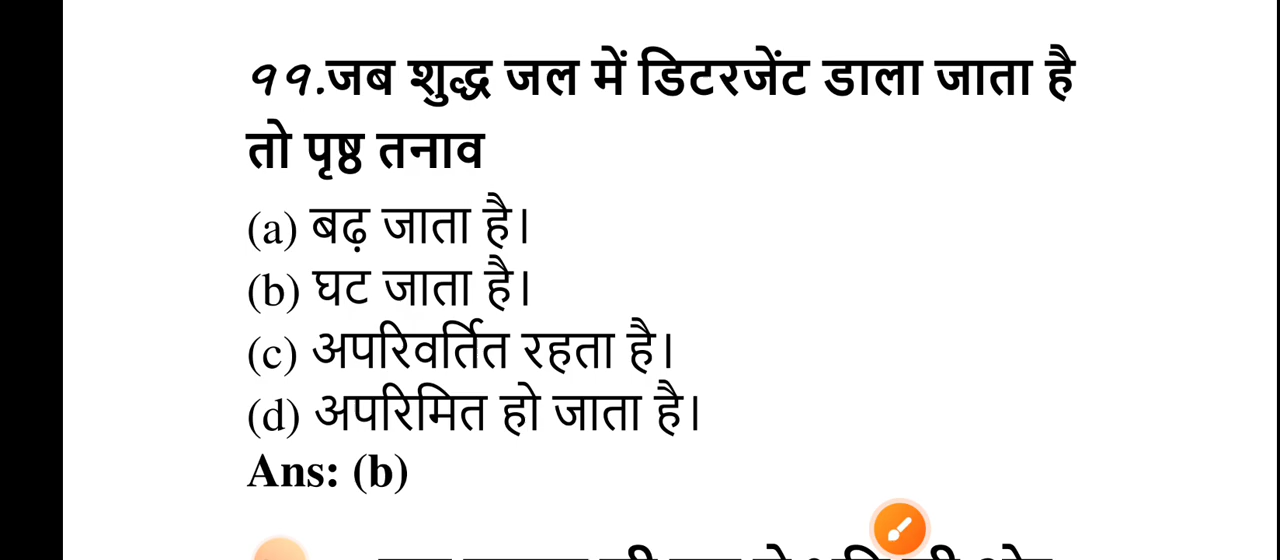 ११.जब शुद्ध जल में डिटरजेंट डाला जाता है
तो पृष्ठ तनाव
(a) बढ़ जाता है।
(b) घट जाता है।
(c) अपरिवर्तित रहता है।
(d) अपरिमित हो जाता है।
Ans: (b)